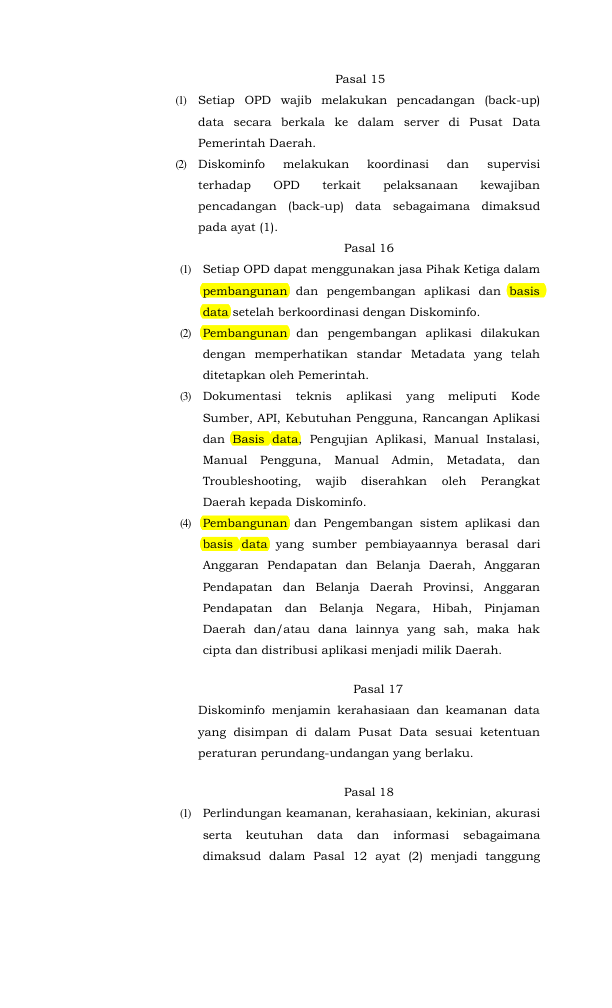 Pasal 15
(1) Setiap OPD wajib melakukan pencadangan (back-up)
data secara berkala ke dalam server di Pusat Data
Pemerintah Daerah.
(2) Diskominfo melakukan koordinasi dan supervisi
terhadap OPD terkait pelaksanaan kewajiban
pencadangan (back-up) data sebagaimana dimaksud
pada ayat (1).
Pasal 16
(1) Setiap OPD dapat menggunakan jasa Pihak Ketiga dalam
pembangunan dan pengembangan aplikasi dan basis
data setelah berkoordinasi dengan Diskominfo.
(2) Pembangunan dan pengembangan aplikasi dilakukan
dengan memperhatikan standar Metadata yang telah
ditetapkan oleh Pemerintah.
(3) Dokumentasi teknis aplikasi yang meliputi Kode
Sumber, API, Kebutuhan Pengguna, Rancangan Aplikasi
dan Basis data, Pengujian Aplikasi, Manual Instalasi,
Manual Pengguna, Manual Admin, Metadata, dan
Troubleshooting, wajib diserahkan oleh Perangkat
Daerah kepada Diskominfo.
(4) Pembangunan dan Pengembangan sistem aplikasi dan
basis data yang sumber pembiayaannya berasal dari
Anggaran Pendapatan dan Belanja Daerah, Anggaran
Pendapatan dan Belanja Daerah Provinsi, Anggaran
Pendapatan dan Belanja Negara, Hibah, Pinjaman
Daerah dan/atau dana lainnya yang sah, maka hak
cipta dan distribusi aplikasi menjadi milik Daerah.
Pasal 17
Diskominfo menjamin kerahasiaan dan keamanan data
yang disimpan di dalam Pusat Data sesuai ketentuan
peraturan perundang-undangan yang berlaku.
Pasal 18
(1) Perlindungan keamanan, kerahasiaan, kekinian, akurasi
serta keutuhan data dan informasi sebagaimana
dimaksud dalam Pasal 12 ayat (2) menjadi tanggung